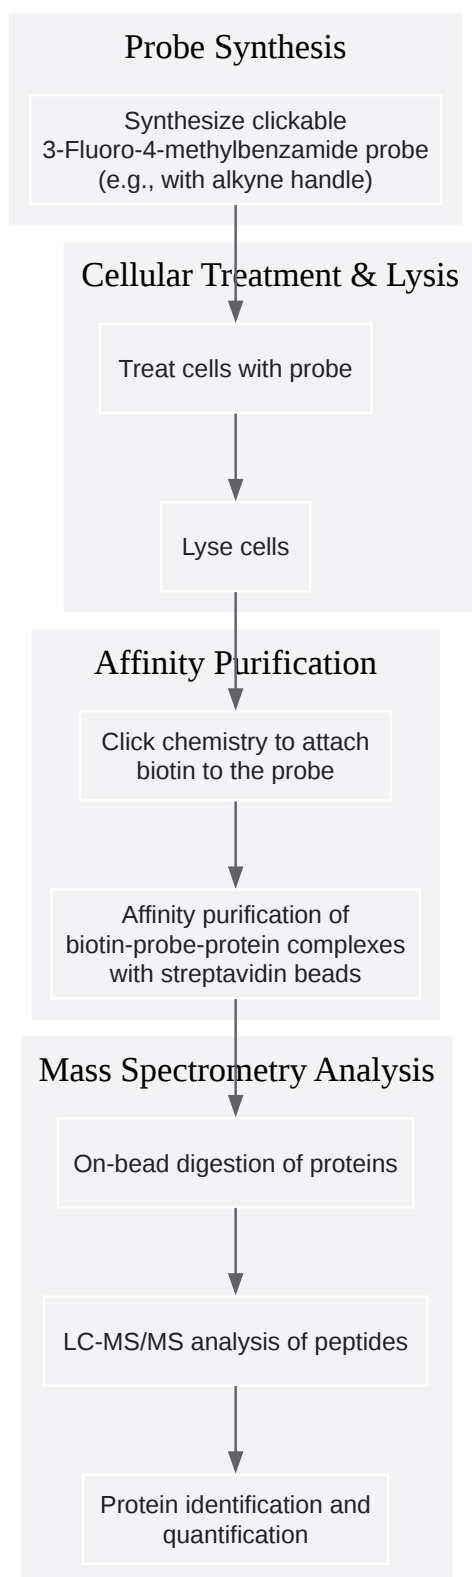 Probe Synthesis
Synthesize clickable
3-Fluoro-4-methylbenzamide probe
(e.g., with alkyne handle)
Cellular Treatment & Lysis
Treat cells with probe
Lyse cells
Affinity Purification
Click chemistry to attach
biotin to the probe
Affinity purification of
biotin-probe-protein complexes
with streptavidin beads
Mass Spectrometry Analysis
On-bead digestion of proteins
LC-MS/MS analysis of peptides
Protein identification and
quantification